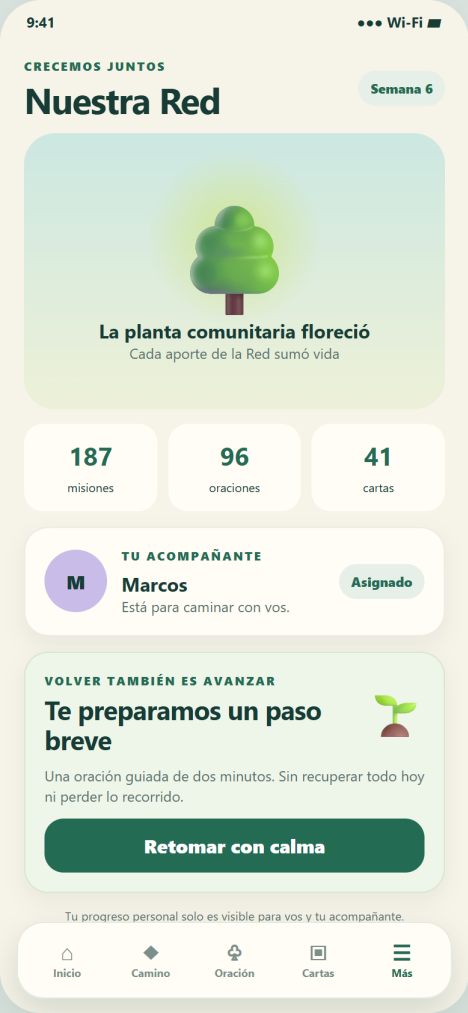 9:41
Wi-Fi
CRECEMOS JUNTOS
Nuestra Red
Semana 6
La planta comunitaria floreció
Cada aporte de la Red sumó vida
187
misiones
96
oraciones
41
cartas
M
TU ACOMPAÑANTE
Marcos
Está para caminar con vos.
Asignado
VOLVER TAMBIÉN ES AVANZAR
Te preparamos un paso
breve
Una oración guiada de dos minutos. Sin recuperar todo hoy
ni perder lo recorrido.
Retomar con calma
Tu progreso personal solo es visible para vos y tu acompañante.
Inicio
Camino
Oración
Cartas
Más